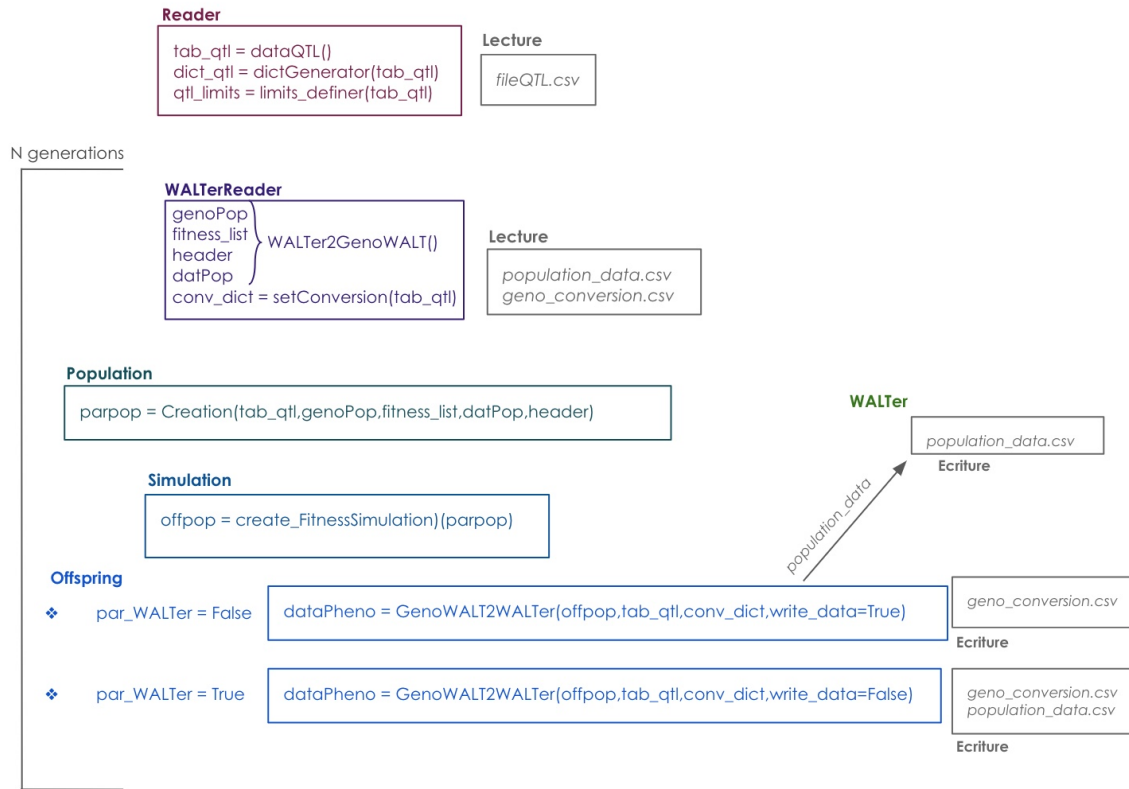 Reader
tab_qtl = dataQTL()
dict_qtl = dictGenerator(tab_qtl)
qtl_limits = limits_definer(tab_qtl)
Lecture
fileQTL.csv
N generations
WALTerReader
genoPop
fitness_list
header
datPop
WALTer2GenoWALT()
conv_dict = setConversion(tab_qtl)
Lecture
population_data.csv
geno_conversion.csv
Population
parpop = Creation(tab_qtl,genoPop,fitness_list,datPop,header)
WALTer
population_data.csv
Ecriture
Simulation
offpop = create_FitnessSimulation)(parpop)
population_data
Offspring
❖ par_WALTer = False
dataPheno = GenoWALT2WALTer(offpop,tab_qtl,conv_dict,write_data=True)
geno_conversion.csv
Ecriture
❖ par_WALTer = True
dataPheno = GenoWALT2WALTer(offpop,tab_qtl,conv_dict,write_data=False)
geno_conversion.csv
population_data.csv
Ecriture